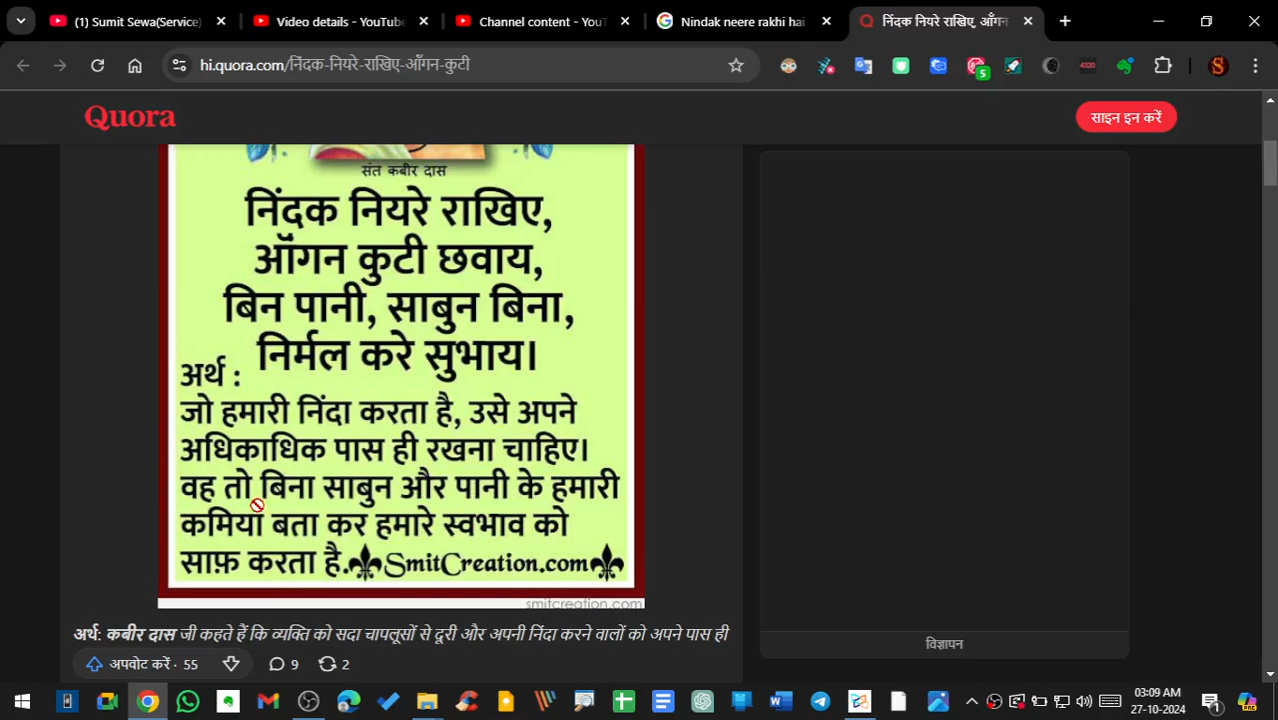 (1) Sumit Sewa(Service)
Video details - YouTube
Channel content - YouT
Nindak neere rakhi hai
निंदक नियरे राखिए, आँगन
hi.quora.com/निंदक-नियरे-राखिए-आँगन-कुटी
5
4320
S
Quora
साइन इन करें
संत कबीर दास
निंदक नियरे राखिए,
आँगन कुटी छवाय,
बिन पानी, साबुन बिना,
निर्मल करे सुभाय।
अर्थ :
जो हमारी निंदा करता है, उसे अपने
अधिकाधिक पास ही रखना चाहिए।
वह तो बिना साबुन और पानी के हमारी
कमियां बता कर हमारे स्वभाव को
साफ़ करता है.
SmitCreation.com
smitcreation.com
अर्थ: कबीर दास जी कहते हैं कि व्यक्ति को सदा चापलूसों से दूरी और अपनी निंदा करने वालों को अपने पास ही
अपवोट करें · 55
9
2
विज्ञापन
03:09 AM
27-10-2024
1